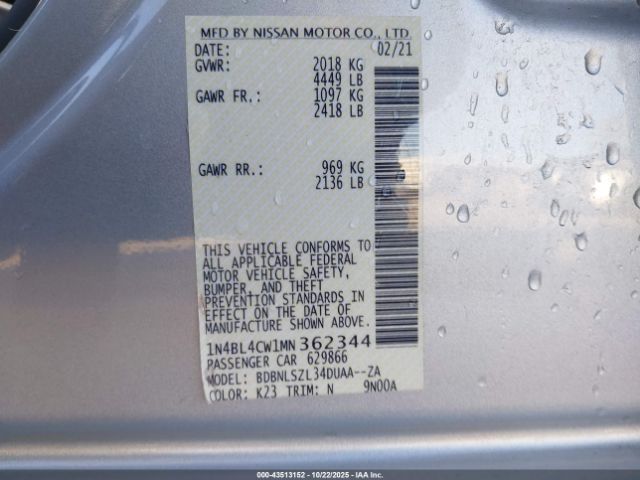 MFD BY NISSAN MOTOR CO., LTD.
DATE: 02/21
GVWR: 2018 KG
4449 LB
GAWR FR.: 1097 KG
2418 LB
GAWR RR.: 969 KG
2136 LB
THIS VEHICLE CONFORMS TO
ALL APPLICABLE FEDERAL
MOTOR VEHICLE SAFETY,
BUMPER, AND THEFT
PREVENTION STANDARDS IN
EFFECT ON THE DATE OF
MANUFACTURE SHOWN ABOVE.
1N4BL4CW1MN362344
PASSENGER CAR 629866
MODEL: BDBNLSZL34DUAA--ZA
COLOR: K23 TRIM: N 9N00A
000-43513152 | 10/22/2025 | IAA, Inc.